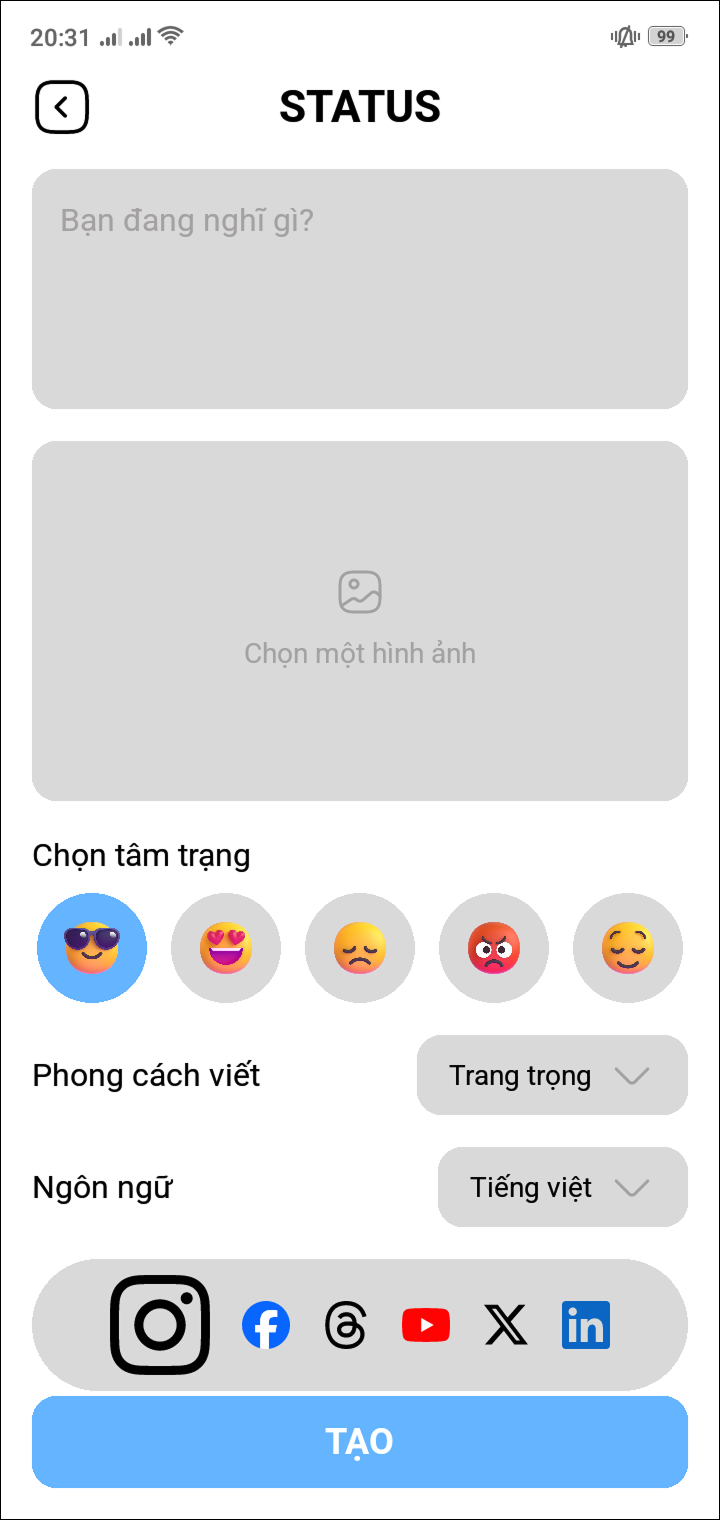 20:31
99
STATUS
Bạn đang nghĩ gì?
Chọn một hình ảnh
Chọn tâm trạng
Phong cách viết
Trang trọng
Ngôn ngữ
Tiếng việt
TẠO